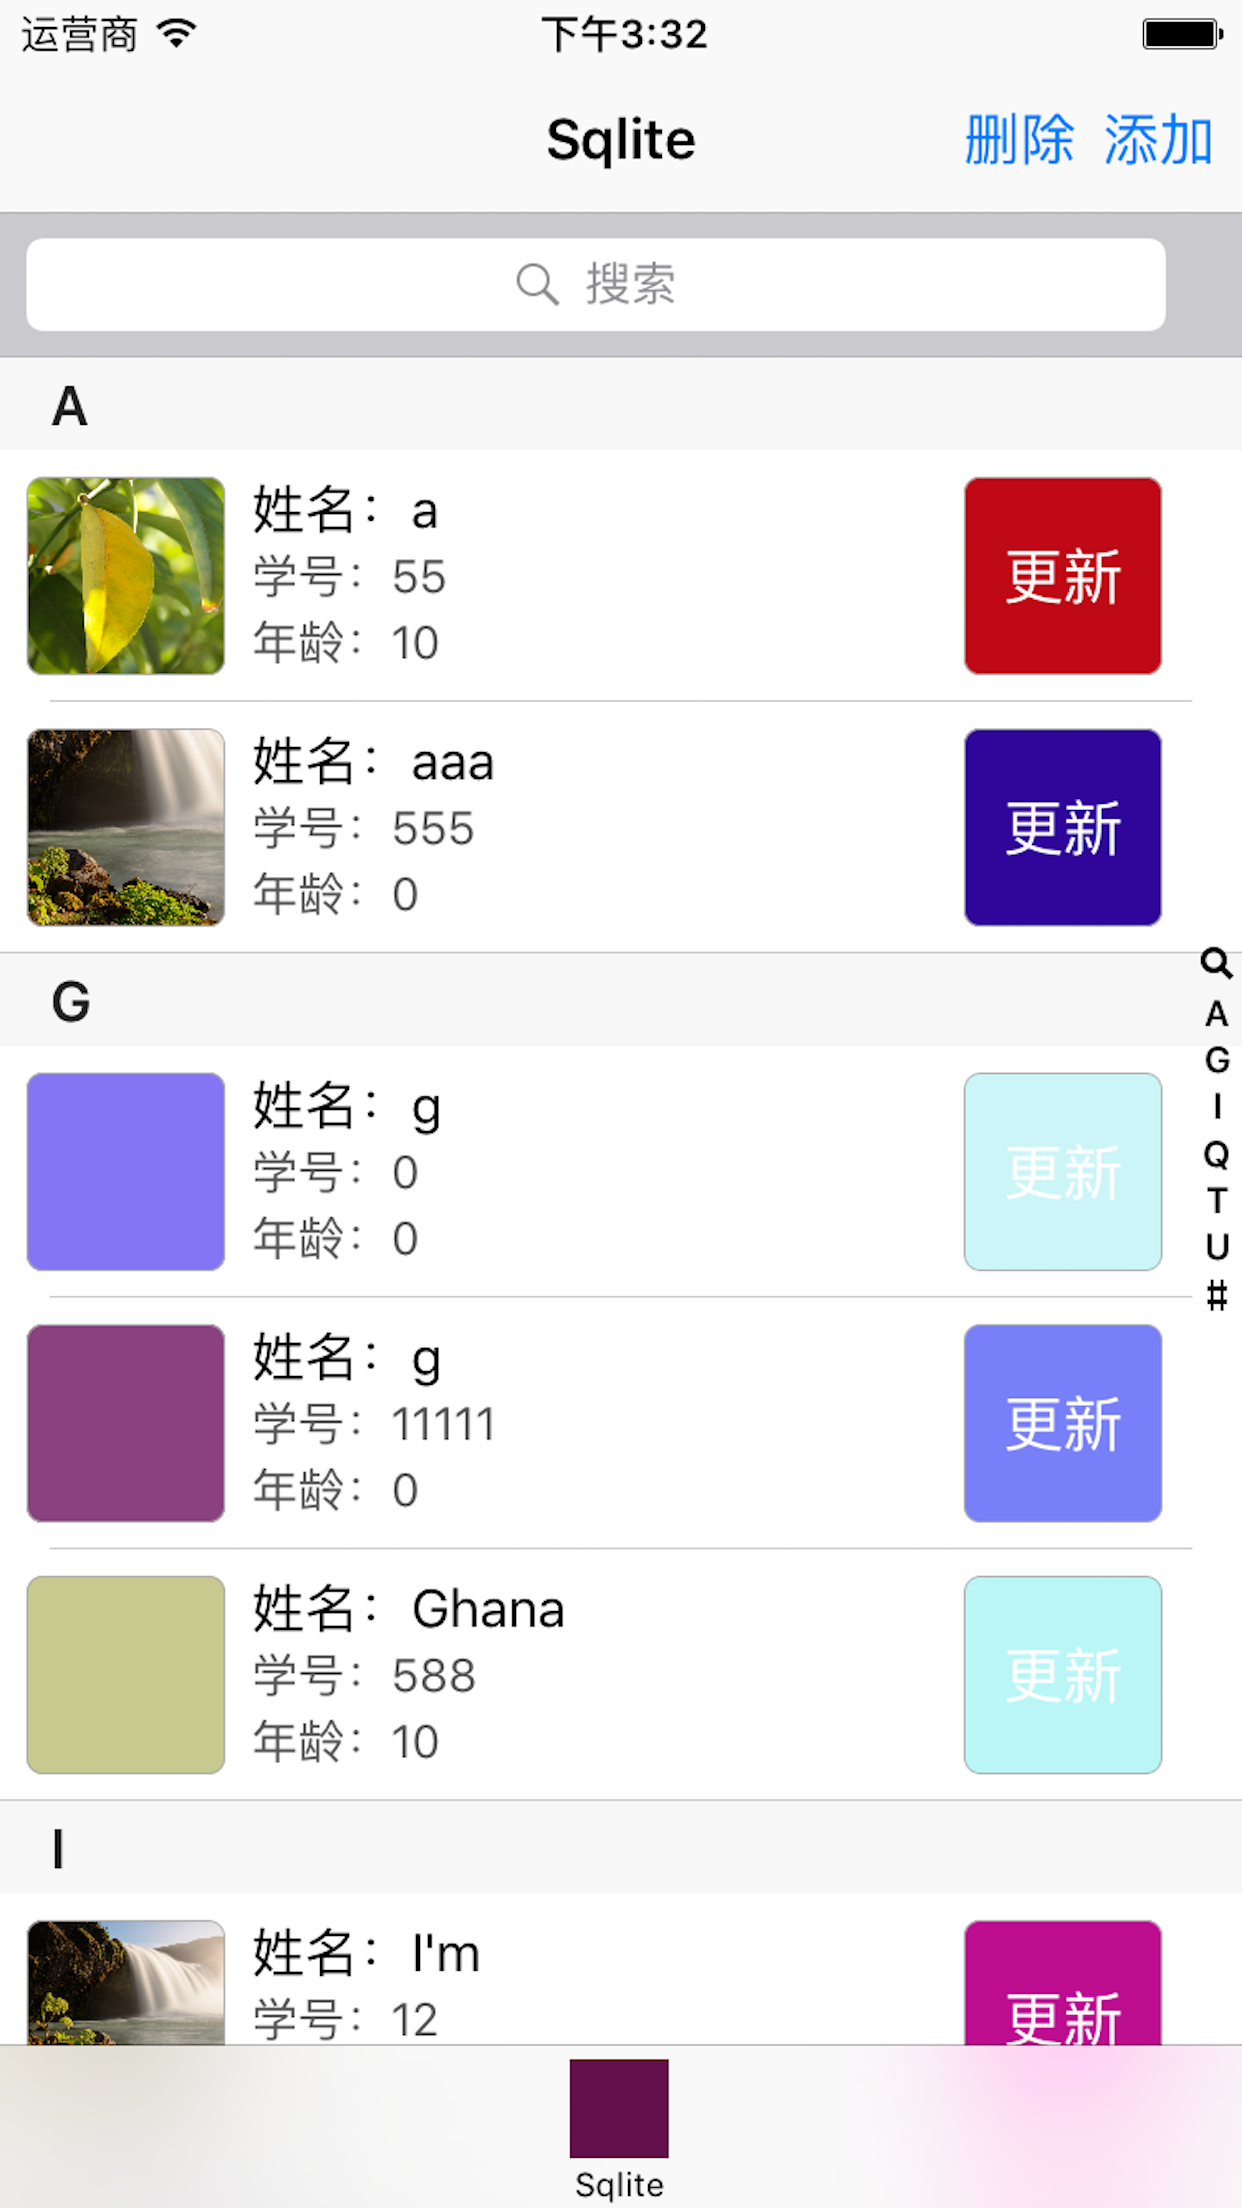 运营商 下午3:32
Sqlite 删除 添加
搜索
A
姓名：a
学号：55
年龄：10
更新
姓名：aaa
学号：555
年龄：0
更新
G
姓名：g
学号：0
年龄：0
更新
姓名：g
学号：11111
年龄：0
更新
姓名：Ghana
学号：588
年龄：10
更新
I
姓名：I'm
学号：12
更新
A
G
I
Q
T
U
#
Sqlite